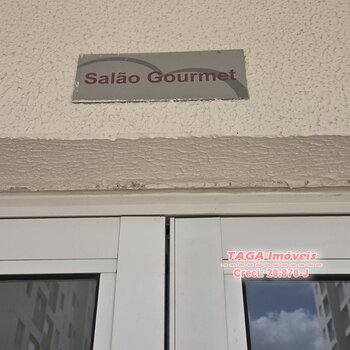 Salão Gourmet
TAGA.Imóveis
Creci: 20.870-J